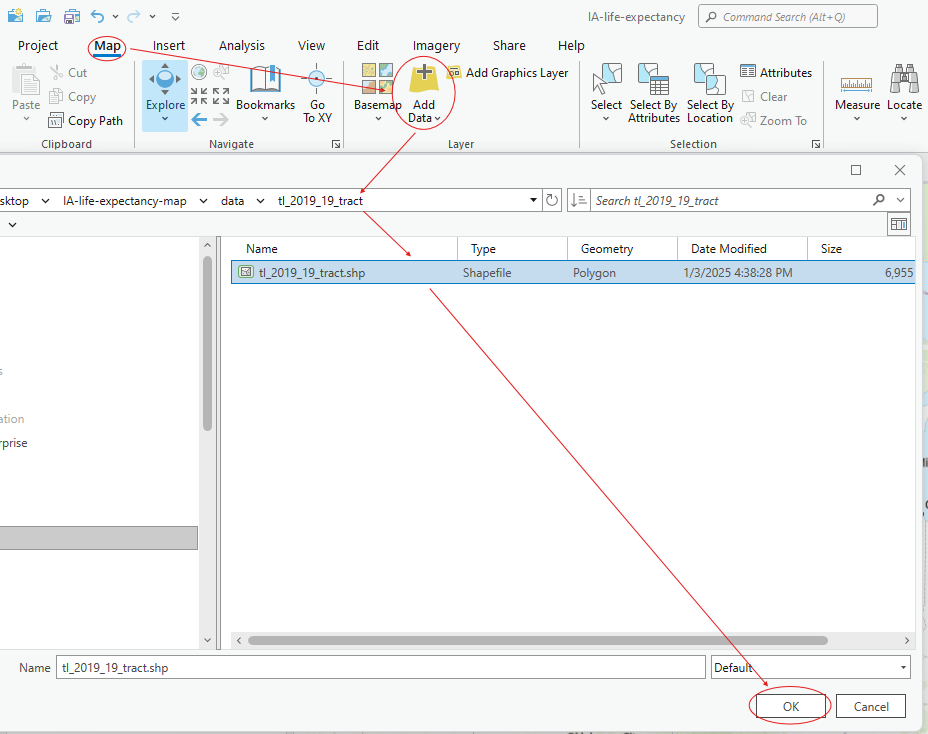 IA-life-expectancy
Command Search (Alt+Q)
Project
Map
Insert
Analysis
View
Edit
Imagery
Share
Help
Paste
Cut
Copy
Copy Path
Clipboard
Explore
Bookmarks
Go
To XY
Navigate
Basemap
Add
Data
Add Graphics Layer
Layer
Select
Select By
Attributes
Select By
Location
Attributes
Clear
Zoom To
Selection
Measure
Locate
sktop
IA-life-expectancy-map
data
tl_2019_19_tract
Search tl_2019_19_tract
Name Type Geometry Date Modified Size
tl_2019_19_tract.shp Shapefile Polygon 1/3/2025 4:38:28 PM 6,955
s
ation
rprise
Name tl_2019_19_tract.shp
Default
OK
Cancel